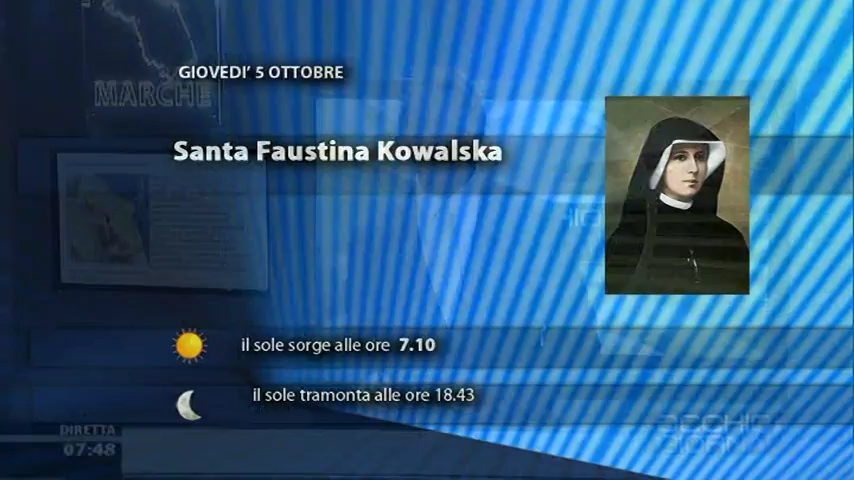 GIOVEDI' 5 OTTOBRE
MARCHE
Santa Faustina Kowalska
il sole sorge alle ore 7.10
il sole tramonta alle ore 18.43
DIRETTA
07:48